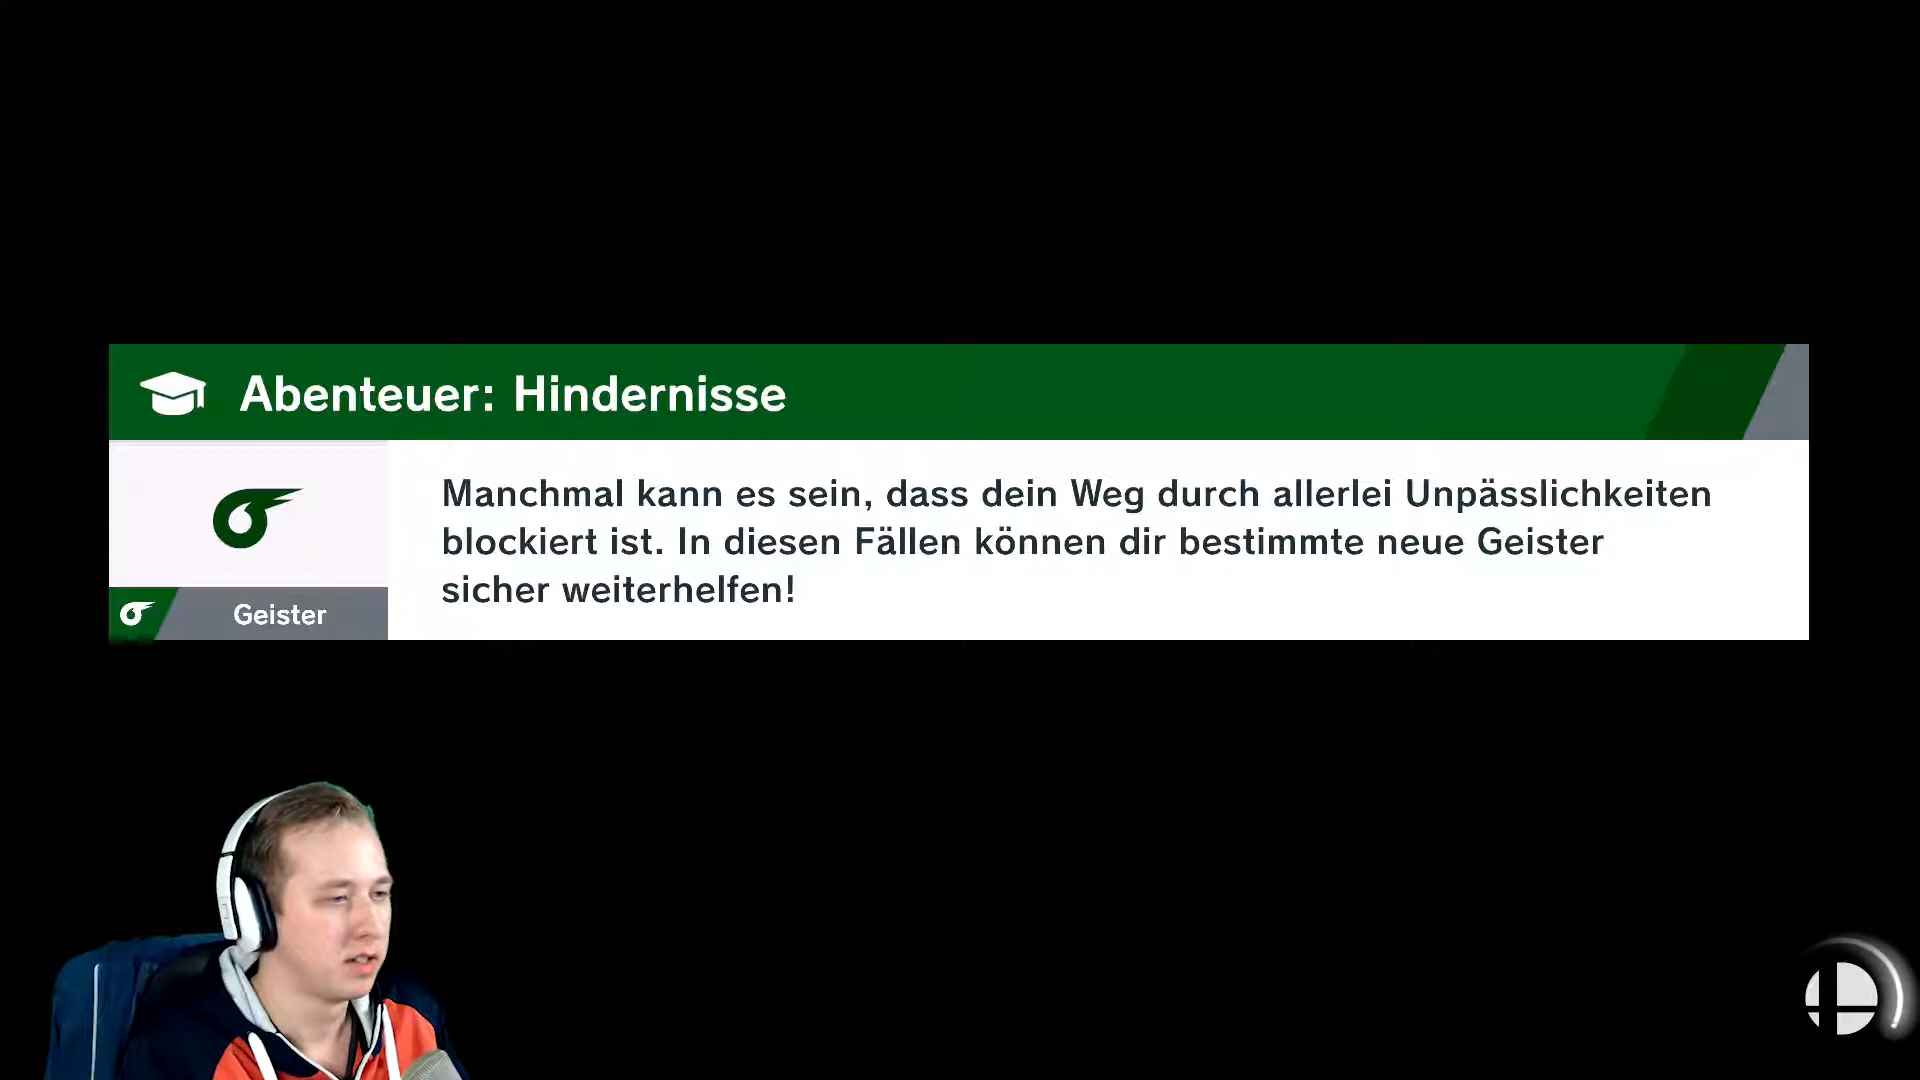 Abenteuer: Hindernisse
Manchmal kann es sein, dass dein Weg durch allerlei Unpässlichkeiten
blockiert ist. In diesen Fällen können dir bestimmte neue Geister
sicher weiterhelfen!
Geister